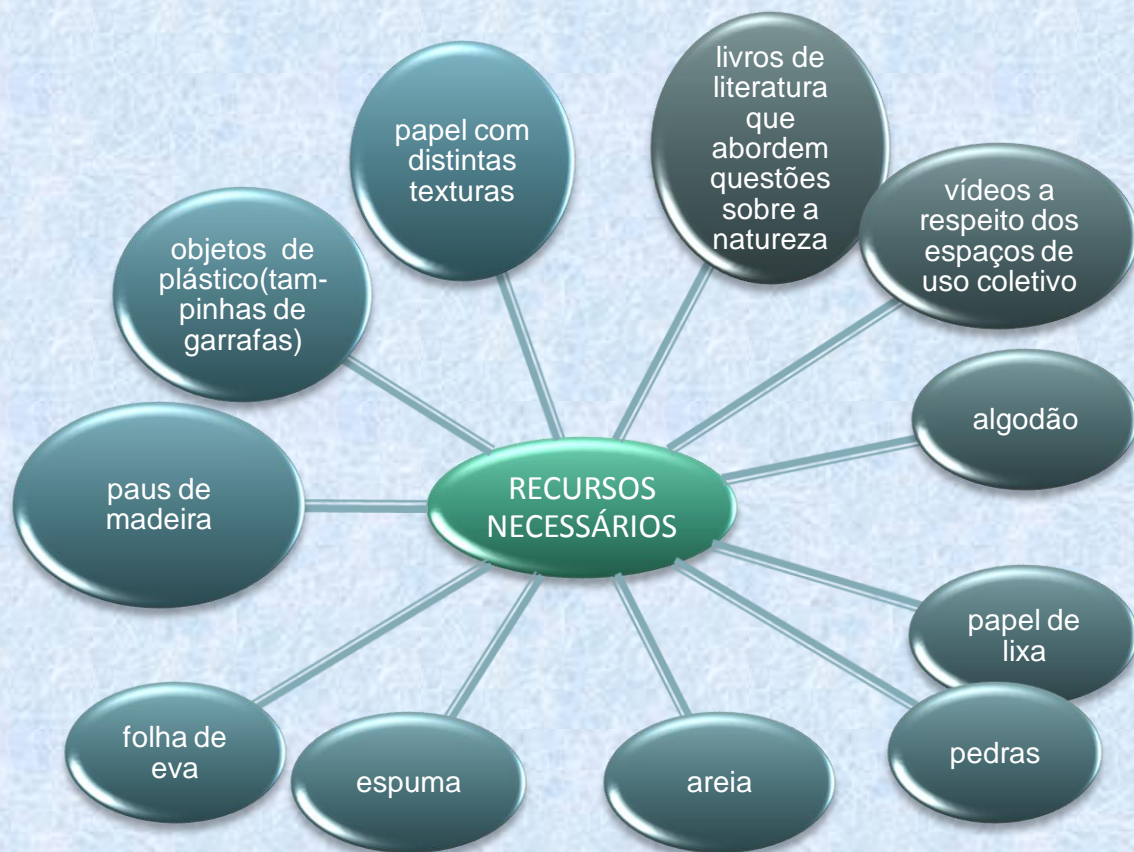 livros de
literatura
que
abordem
questões
sobre a
natureza
papel com
distintas
texturas
vídeos a
respeito dos
espaços de
uso coletivo
objetos de
plástico(tam-
pinhas de
garrafas)
algodão
paus de
madeira
RECURSOS
NECESSÁRIOS
papel de
lixa
folha de
eva
espuma
areia
pedras